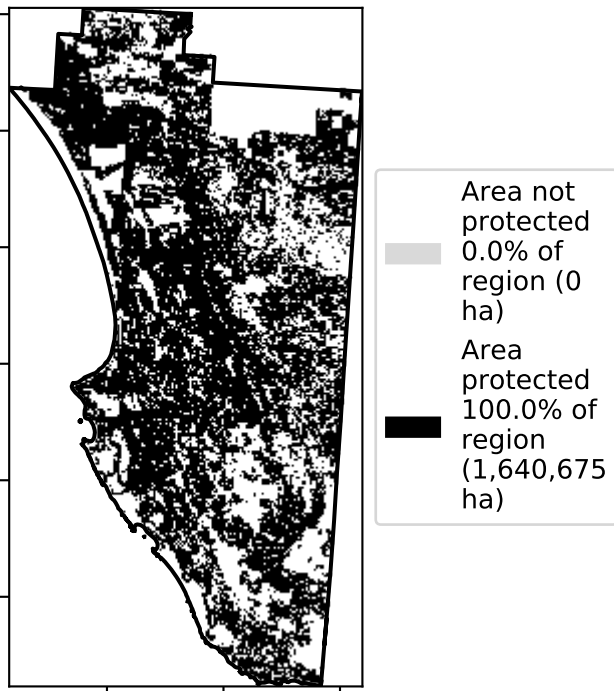 Area not
protected
0.0% of
region (0
ha)
Area
protected
100.0% of
region
(1,640,675
ha)